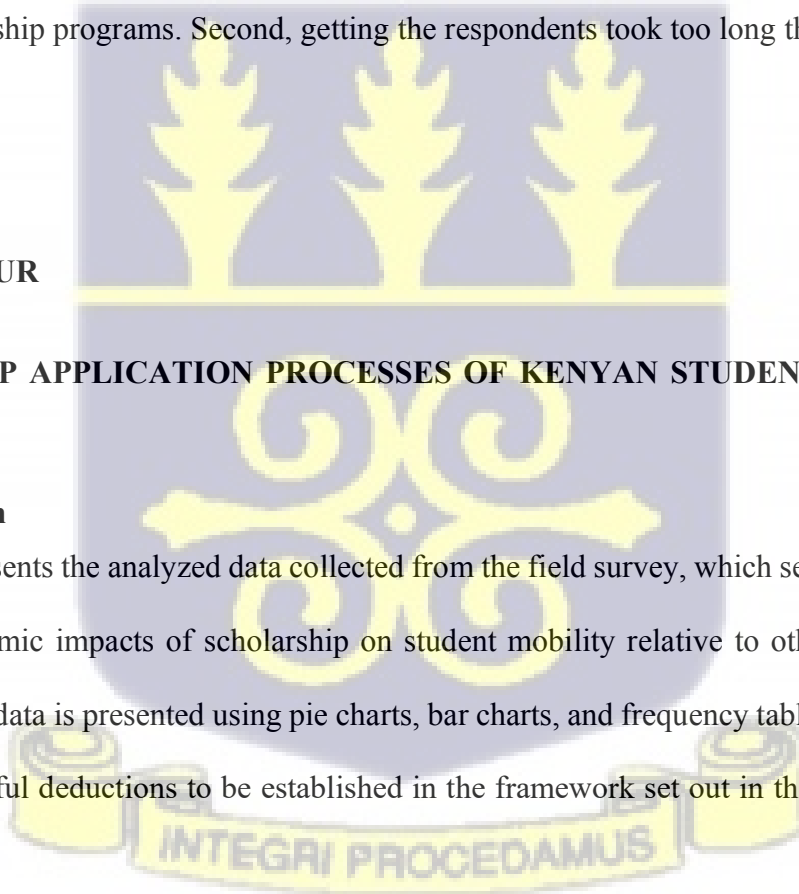 ship programs. Second, getting the respondents took too long th
UR
P APPLICATION PROCESSES OF KENYAN STUDEN
n
sents the analyzed data collected from the field survey, which se
mic impacts of scholarship on student mobility relative to oth
data is presented using pie charts, bar charts, and frequency tabl
ful deductions to be established in the framework set out in th
INTEGRI PROCEDAMUS